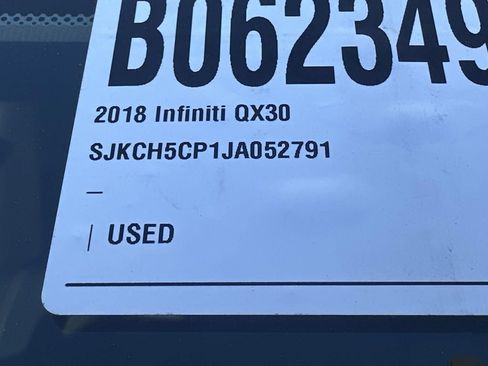 B062349
2018 Infiniti QX30
SJKCH5CP1JA052791
–
| USED